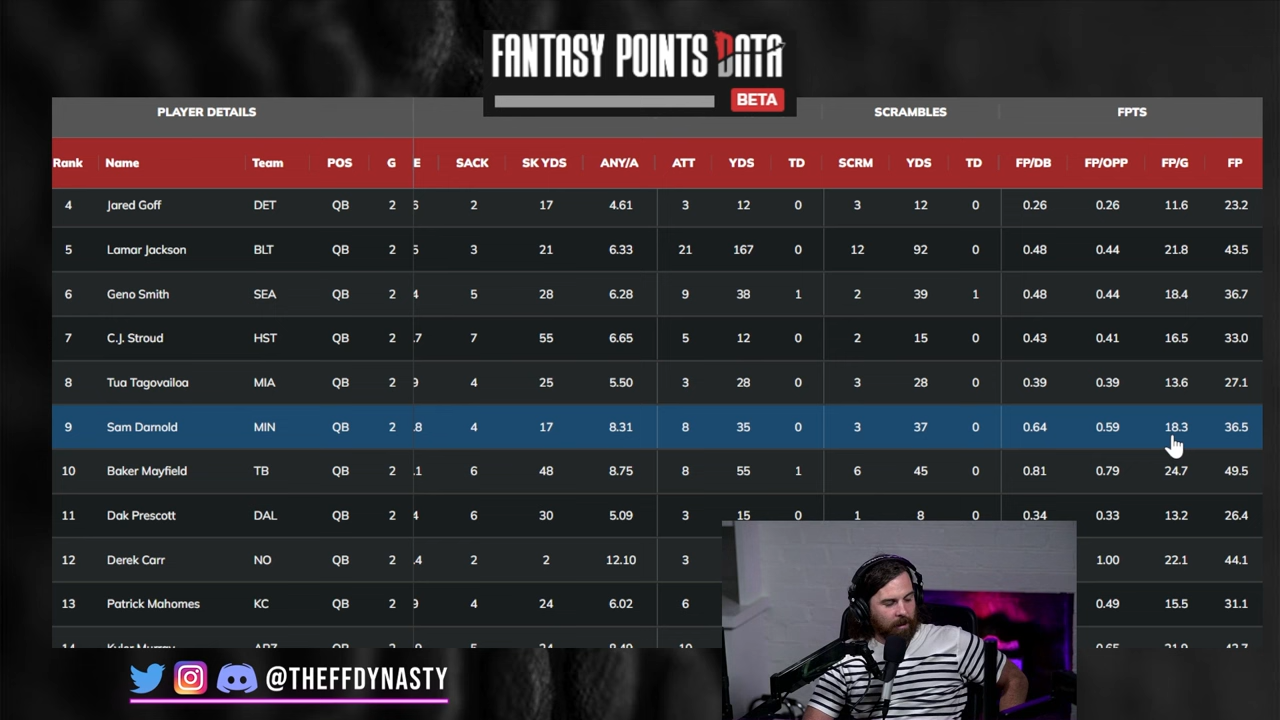 FANTASY POINTS DATA
BETA
PLAYER DETAILS SCRAMBLES FPTS
Rank Name Team POS G E SACK SK YDS ANY/A ATT YDS TD SCRM YDS TD FP/DB FP/OPP FP/G FP
4 Jared Goff DET QB 2 2 17 4.61 3 12 0 3 12 0 0.26 0.26 11.6 23.2
5 Lamar Jackson BLT QB 2 3 21 6.33 21 167 0 12 92 0 0.48 0.44 21.8 43.5
6 Geno Smith SEA QB 2 4 5 28 6.28 9 38 1 2 39 1 0.48 0.44 18.4 36.7
7 C.J. Stroud HST QB 2 .7 7 55 6.65 5 12 0 2 15 0 0.43 0.41 16.5 33.0
8 Tua Tagovailoa MIA QB 2 9 4 25 5.50 3 28 0 3 28 0 0.39 0.39 13.6 27.1
9 Sam Darnold MIN QB 2 .8 4 17 8.31 8 35 0 3 37 0 0.64 0.59 18.3 36.5
10 Baker Mayfield TB QB 2 .1 6 48 8.75 8 55 1 6 45 0 0.81 0.79 24.7 49.5
11 Dak Prescott DAL QB 2 4 6 30 5.09 3 15 0 1 8 0 0.34 0.33 13.2 26.4
12 Derek Carr NO QB 2 .4 2 2 12.10 3 1.00 22.1 44.1
13 Patrick Mahomes KC QB 2 9 4 24 6.02 6 0.49 15.5 31.1
@THEFFDYNASTY